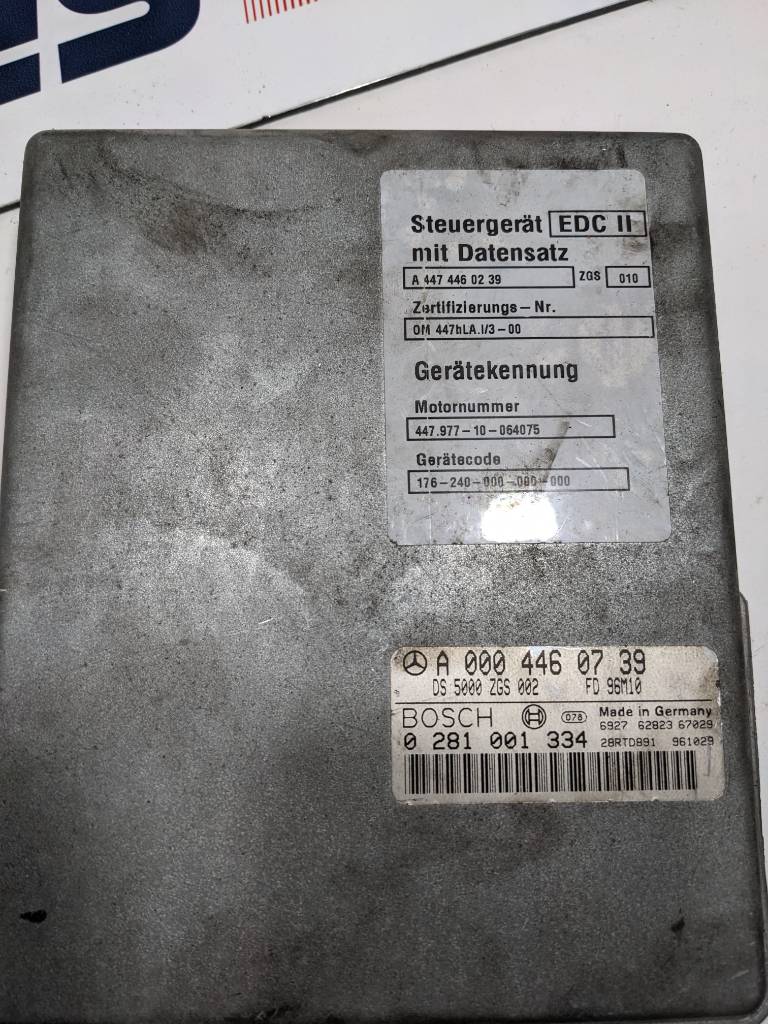 Steuergerät EDC II
mit Datensatz
A 447 446 02 39 ZGS 010
Zertifizierungs-Nr.
OM 447hLA.I/3-00
Gerätekennung
Motornummer
447.977-10-064075
Gerätecode
176-240-000-000-000
A 000 446 07 39
DS 5000 ZGS 002 FD 96M10
BOSCH 078 Made in Germany
6927 62823 67029
0 281 001 334 28RTD891 961029